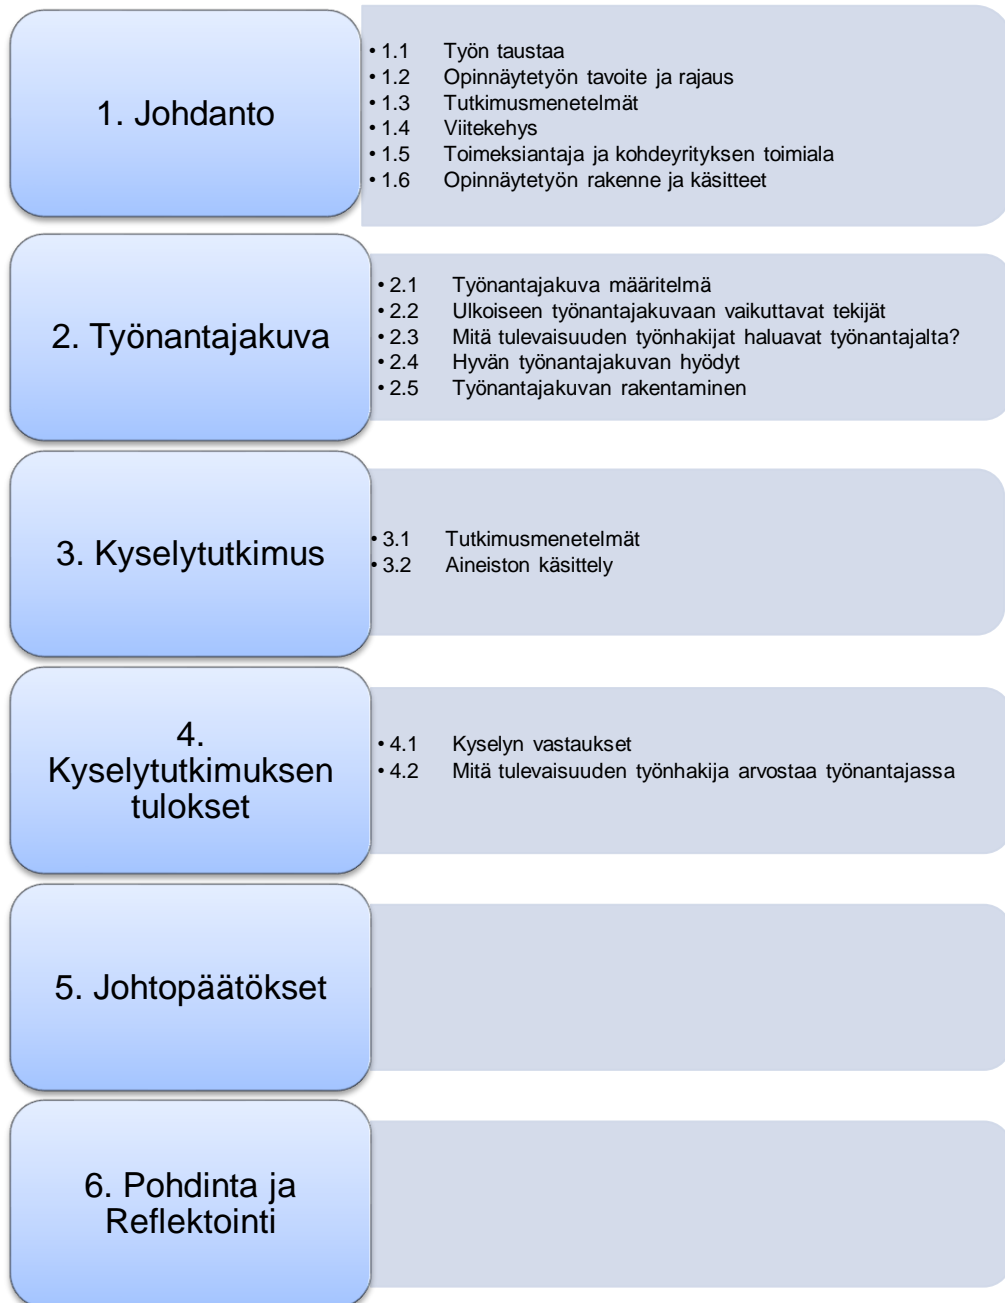 1. Johdanto
• 1.1 Työn taustaa
• 1.2 Opinnäytetyön tavoite ja rajaus
• 1.3 Tutkimusmenetelmät
• 1.4 Viitekehys
• 1.5 Toimeksiantaja ja kohdeyrityksen toimiala
• 1.6 Opinnäytetyön rakenne ja käsitteet
2. Työnantajakuva
• 2.1 Työnantajakuva määritelmä
• 2.2 Ulkoiseen työnantajakuvaan vaikuttavat tekijät
• 2.3 Mitä tulevaisuuden työnhakijat haluavat työnantajalta?
• 2.4 Hyvän työnantajakuvan hyödyt
• 2.5 Työnantajakuvan rakentaminen
3. Kyselytutkimus
• 3.1 Tutkimusmenetelmät
• 3.2 Aineiston käsittely
4.
Kyselytutkimuksen
tulokset
• 4.1 Kyselyn vastaukset
• 4.2 Mitä tulevaisuuden työnhakija arvostaa työnantajassa
5. Johtopäätökset
6. Pohdinta ja
Reflektointi